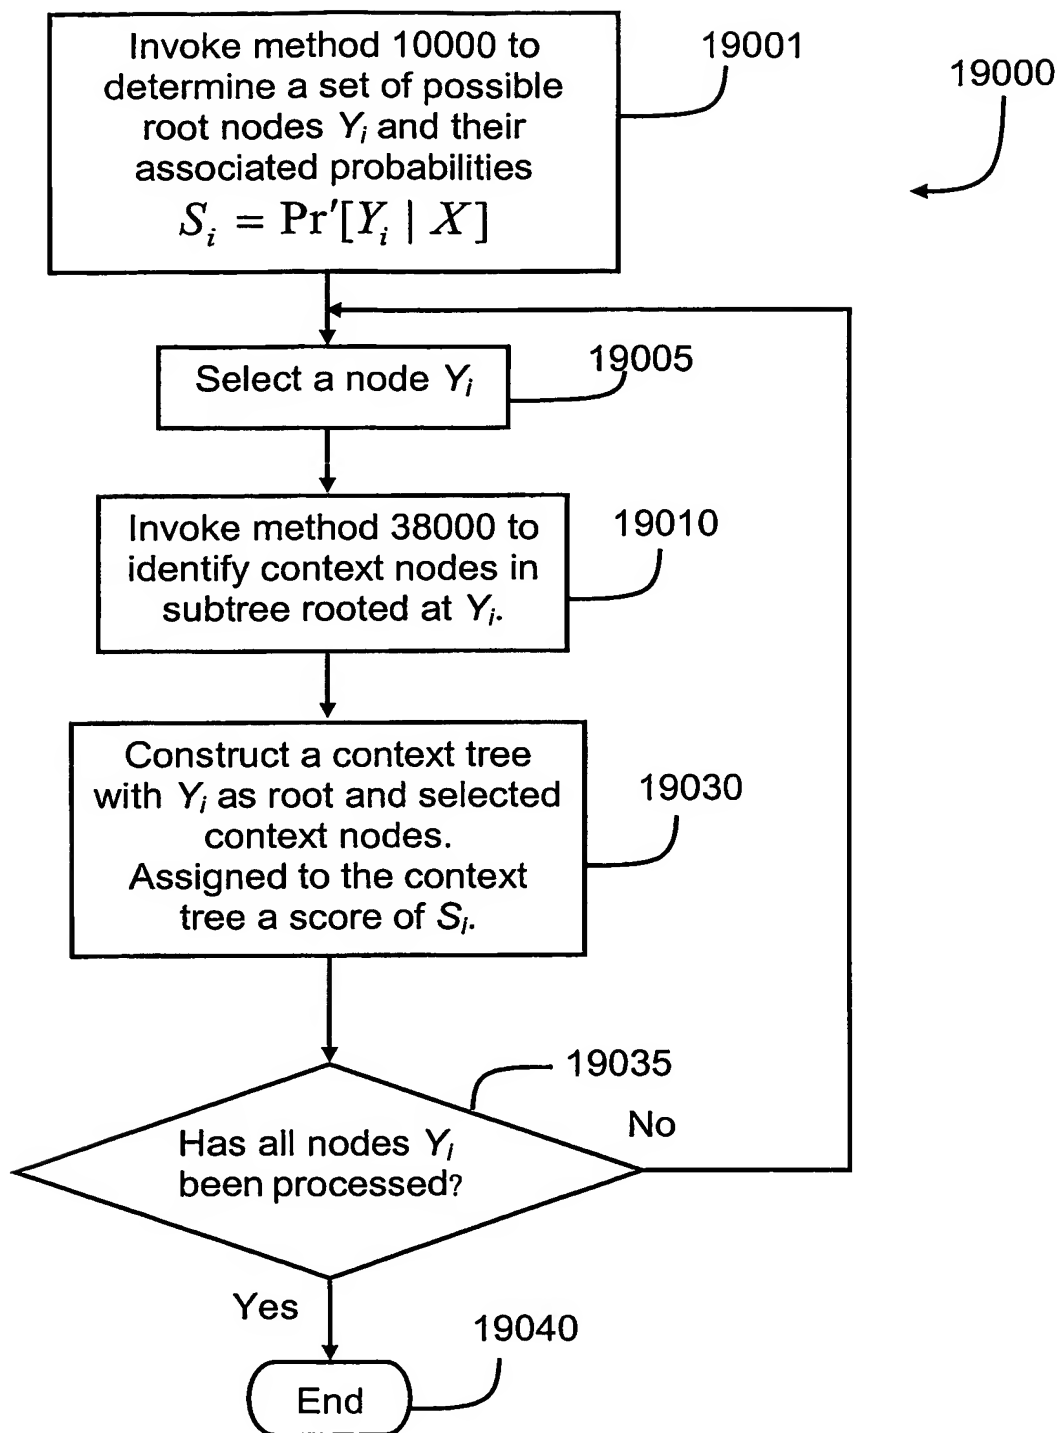 Invoke method 10000 to
determine a set of possible
root nodes Yi and their
associated probabilities
Si = Pr′[Yi | X]
19001
19000
Select a node Yi
19005
Invoke method 38000 to
identify context nodes in
subtree rooted at Yi.
19010
Construct a context tree
with Yi as root and selected
context nodes.
Assigned to the context
tree a score of Si.
19030
19035
Has all nodes Yi
been processed?
No
Yes
19040
End